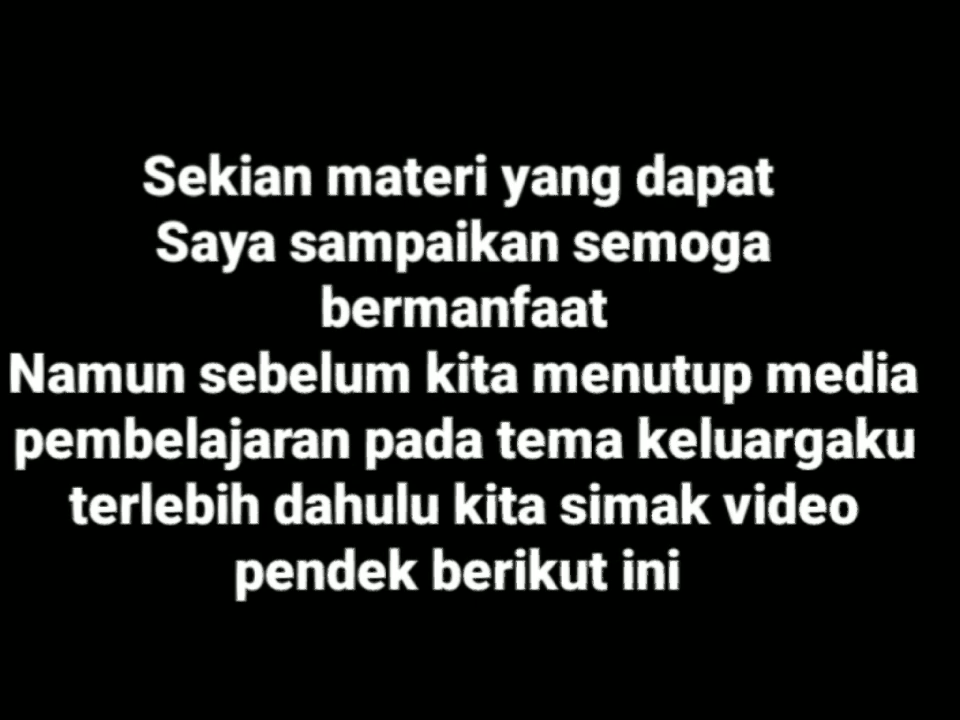 Sekian materi yang dapat
Saya sampaikan semoga
bermanfaat
Namun sebelum kita menutup media
pembelajaran pada tema keluargaku
terlebih dahulu kita simak video
pendek berikut ini